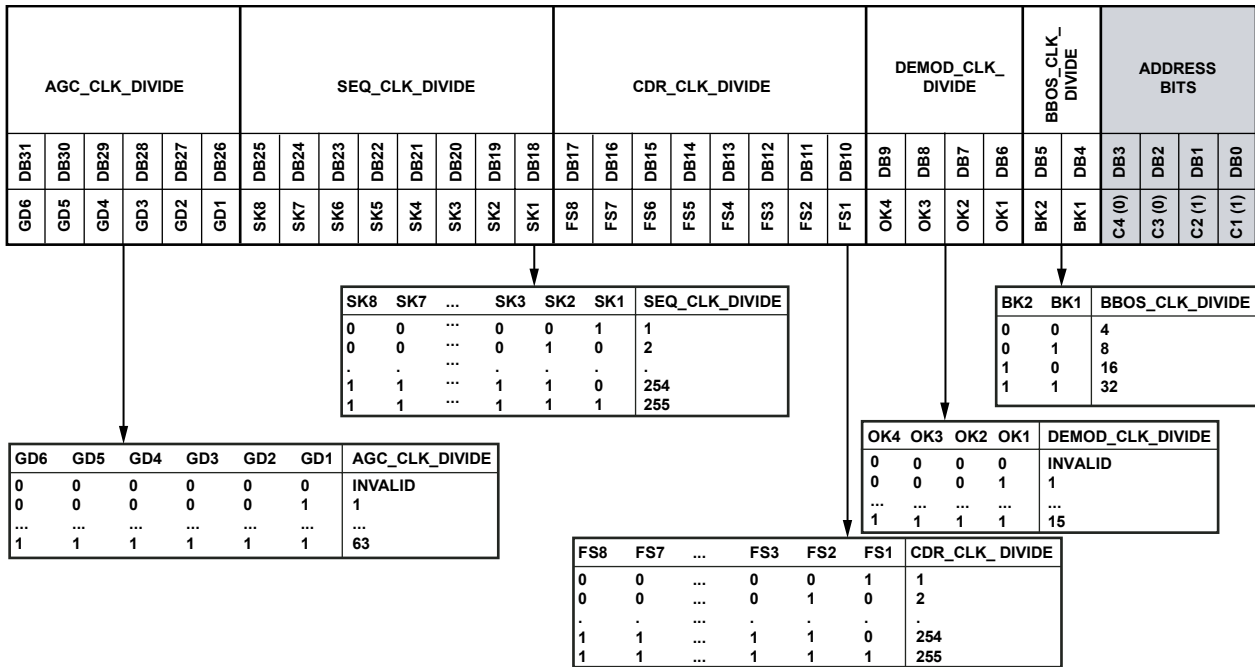 AGC_CLK_DIVIDE SEQ_CLK_DIVIDE CDR_CLK_DIVIDE DEMOD_CLK_ DIVIDE BBOS_CLK_ DIVIDE ADDRESS BITS
DB31 DB30 DB29 DB28 DB27 DB26 DB25 DB24 DB23 DB22 DB21 DB20 DB19 DB18 DB17 DB16 DB15 DB14 DB13 DB12 DB11 DB10 DB9 DB8 DB7 DB6 DB5 DB4 DB3 DB2 DB1 DB0
GD6 GD5 GD4 GD3 GD2 GD1 SK8 SK7 SK6 SK5 SK4 SK3 SK2 SK1 FS8 FS7 FS6 FS5 FS4 FS3 FS2 FS1 OK4 OK3 OK2 OK1 BK2 BK1 C4 (0) C3 (0) C2 (1) C1 (1)
SK8 SK7 ... SK3 SK2 SK1 SEQ_CLK_DIVIDE
0 0 ... 0 0 1 1
0 0 ... 0 1 0 2
. . ... . . . .
1 1 ... 1 1 0 254
1 1 ... 1 1 1 255
BK2 BK1 BBOS_CLK_DIVIDE
0 0 4
0 1 8
1 0 16
1 1 32
GD6 GD5 GD4 GD3 GD2 GD1 AGC_CLK_DIVIDE
0 0 0 0 0 0 INVALID
0 0 0 0 0 1 1
... ... ... ... ... ... ...
1 1 1 1 1 1 63
OK4 OK3 OK2 OK1 DEMOD_CLK_DIVIDE
0 0 0 0 INVALID
0 0 0 1 1
... ... ... ... ...
1 1 1 1 15
FS8 FS7 ... FS3 FS2 FS1 CDR_CLK_ DIVIDE
0 0 ... 0 0 1 1
0 0 ... 0 1 0 2
. . ... . . . .
1 1 ... 1 1 0 254
1 1 ... 1 1 1 255